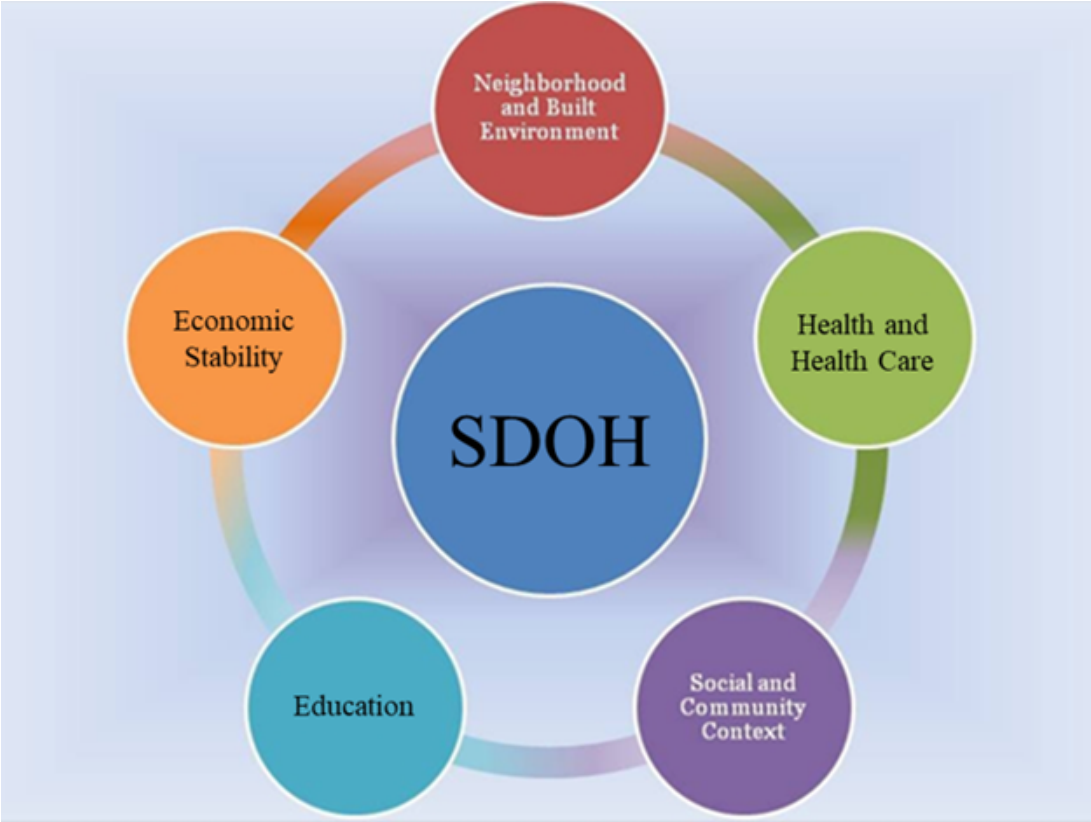 Neighborhood
and Built
Environment
Economic
Stability
Health and
Health Care
SDOH
Education
Social and
Community
Context